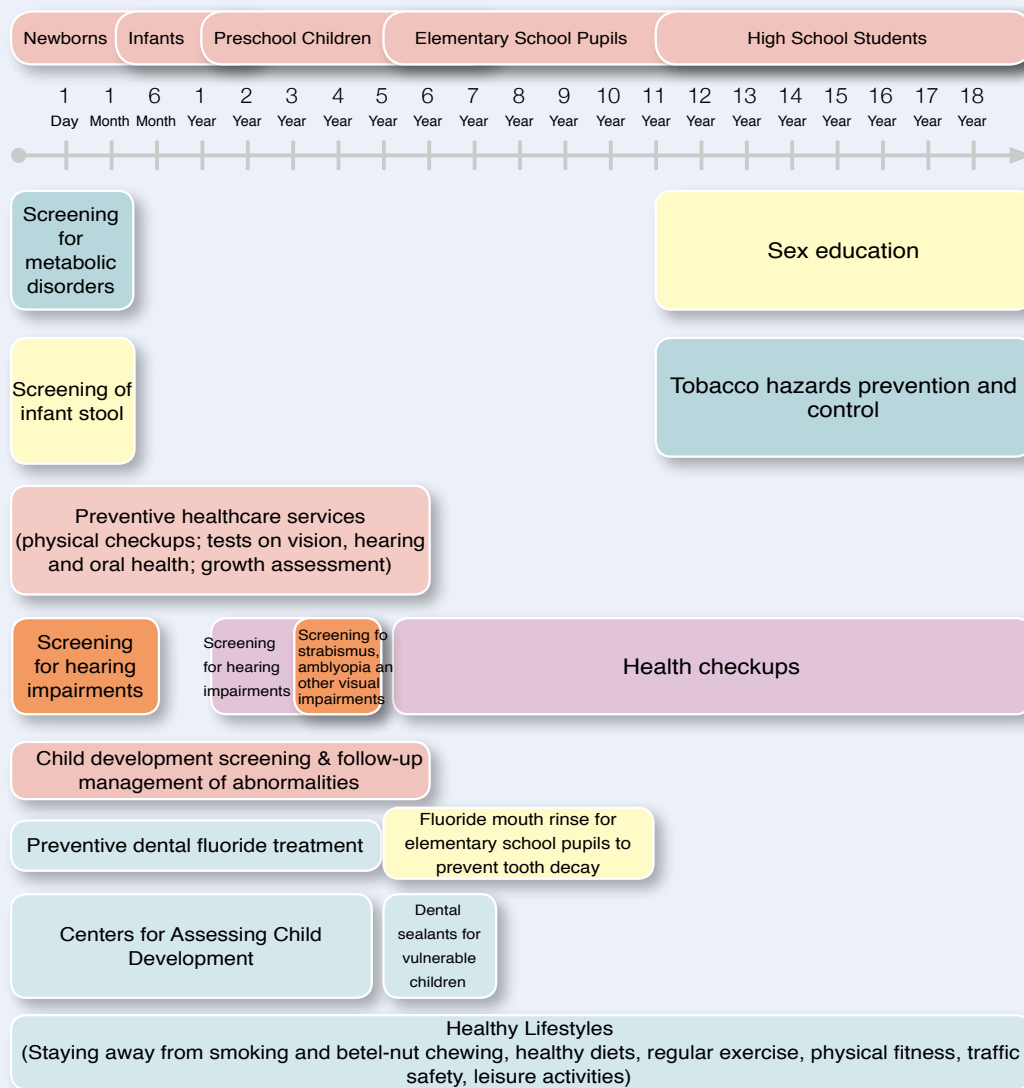 Newborns Infants Preschool Children Elementary School Pupils High School Students
1 1 6 1 2 3 4 5 6 7 8 9 10 11 12 13 14 15 16 17 18
Day Month Month Year Year Year Year Year Year Year Year Year Year Year Year Year Year Year Year Year Year
Screening
for
metabolic
disorders
Sex education
Screening of
infant stool
Tobacco hazards prevention and
control
Preventive healthcare services
(physical checkups; tests on vision, hearing
and oral health; growth assessment)
Screening
for hearing
impairments
Screening
for hearing
impairments
Screening fo
strabismus,
amblyopia an
other visual
impairments
Health checkups
Child development screening & follow-up
management of abnormalities
Preventive dental fluoride treatment
Fluoride mouth rinse for
elementary school pupils to
prevent tooth decay
Centers for Assessing Child
Development
Dental
sealants for
vulnerable
children
Healthy Lifestyles
(Staying away from smoking and betel-nut chewing, healthy diets, regular exercise, physical fitness, traffic
safety, leisure activities)